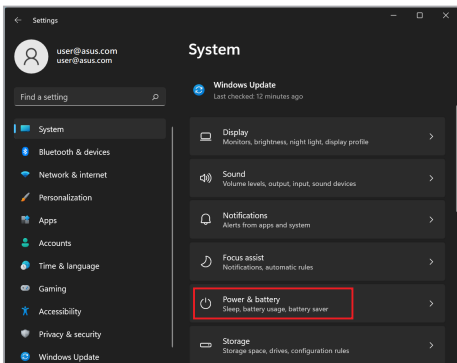 Settings
user@asus.com
user@asus.com
Find a setting
System
Bluetooth & devices
Network & internet
Personalization
Apps
Accounts
Time & language
Gaming
Accessibility
Privacy & security
Windows Update
System
Windows Update
Last checked: 12 minutes ago
Display
Monitors, brightness, night light, display profile
Sound
Volume levels, output, input, sound devices
Notifications
Alerts from apps and system
Focus assist
Notifications, automatic rules
Power & battery
Sleep, battery usage, battery saver
Storage
Storage space, drives, configuration rules